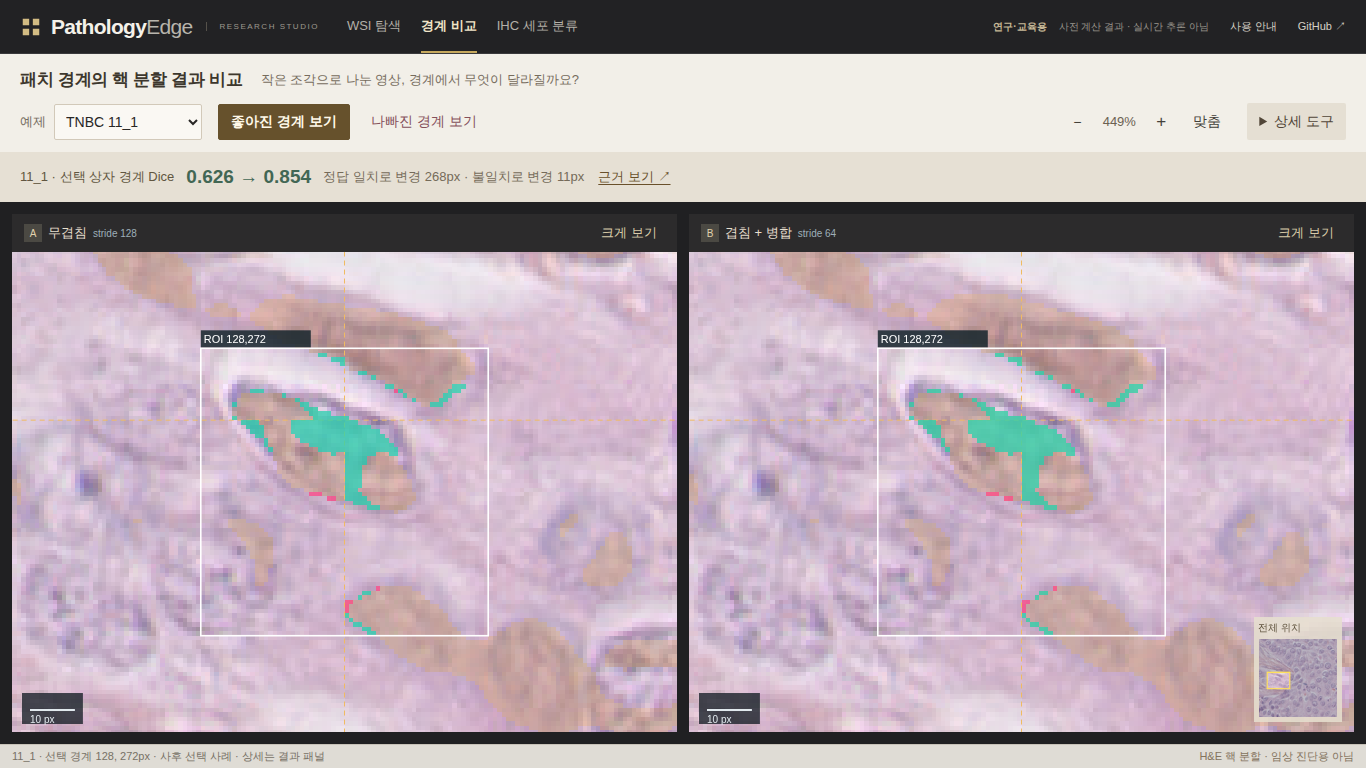 PathologyEdge RESEARCH STUDIO WSI 탐색 경계 비교 IHC 세포 분류 연구·교육용 사전 계산 결과 · 실시간 추론 아님 사용 안내 GitHub ↗
패치 경계의 핵 분할 결과 비교 작은 조각으로 나눈 영상, 경계에서 무엇이 달라질까요?
예제 TNBC 11_1 좋아진 경계 보기 나빠진 경계 보기 − 449% + 맞춤 ▶ 상세 도구
11_1 · 선택 상자 경계 Dice 0.626 → 0.854 정답 일치로 변경 268px · 불일치로 변경 11px 근거 보기 ↗
A 무겹침 stride 128 크게 보기
ROI 128,272
10 px
B 겹침 + 병합 stride 64 크게 보기
ROI 128,272
전체 위치
10 px
11_1 · 선택 경계 128, 272px · 사후 선택 사례 · 상세는 결과 패널
H&E 핵 분할 · 임상 진단용 아님